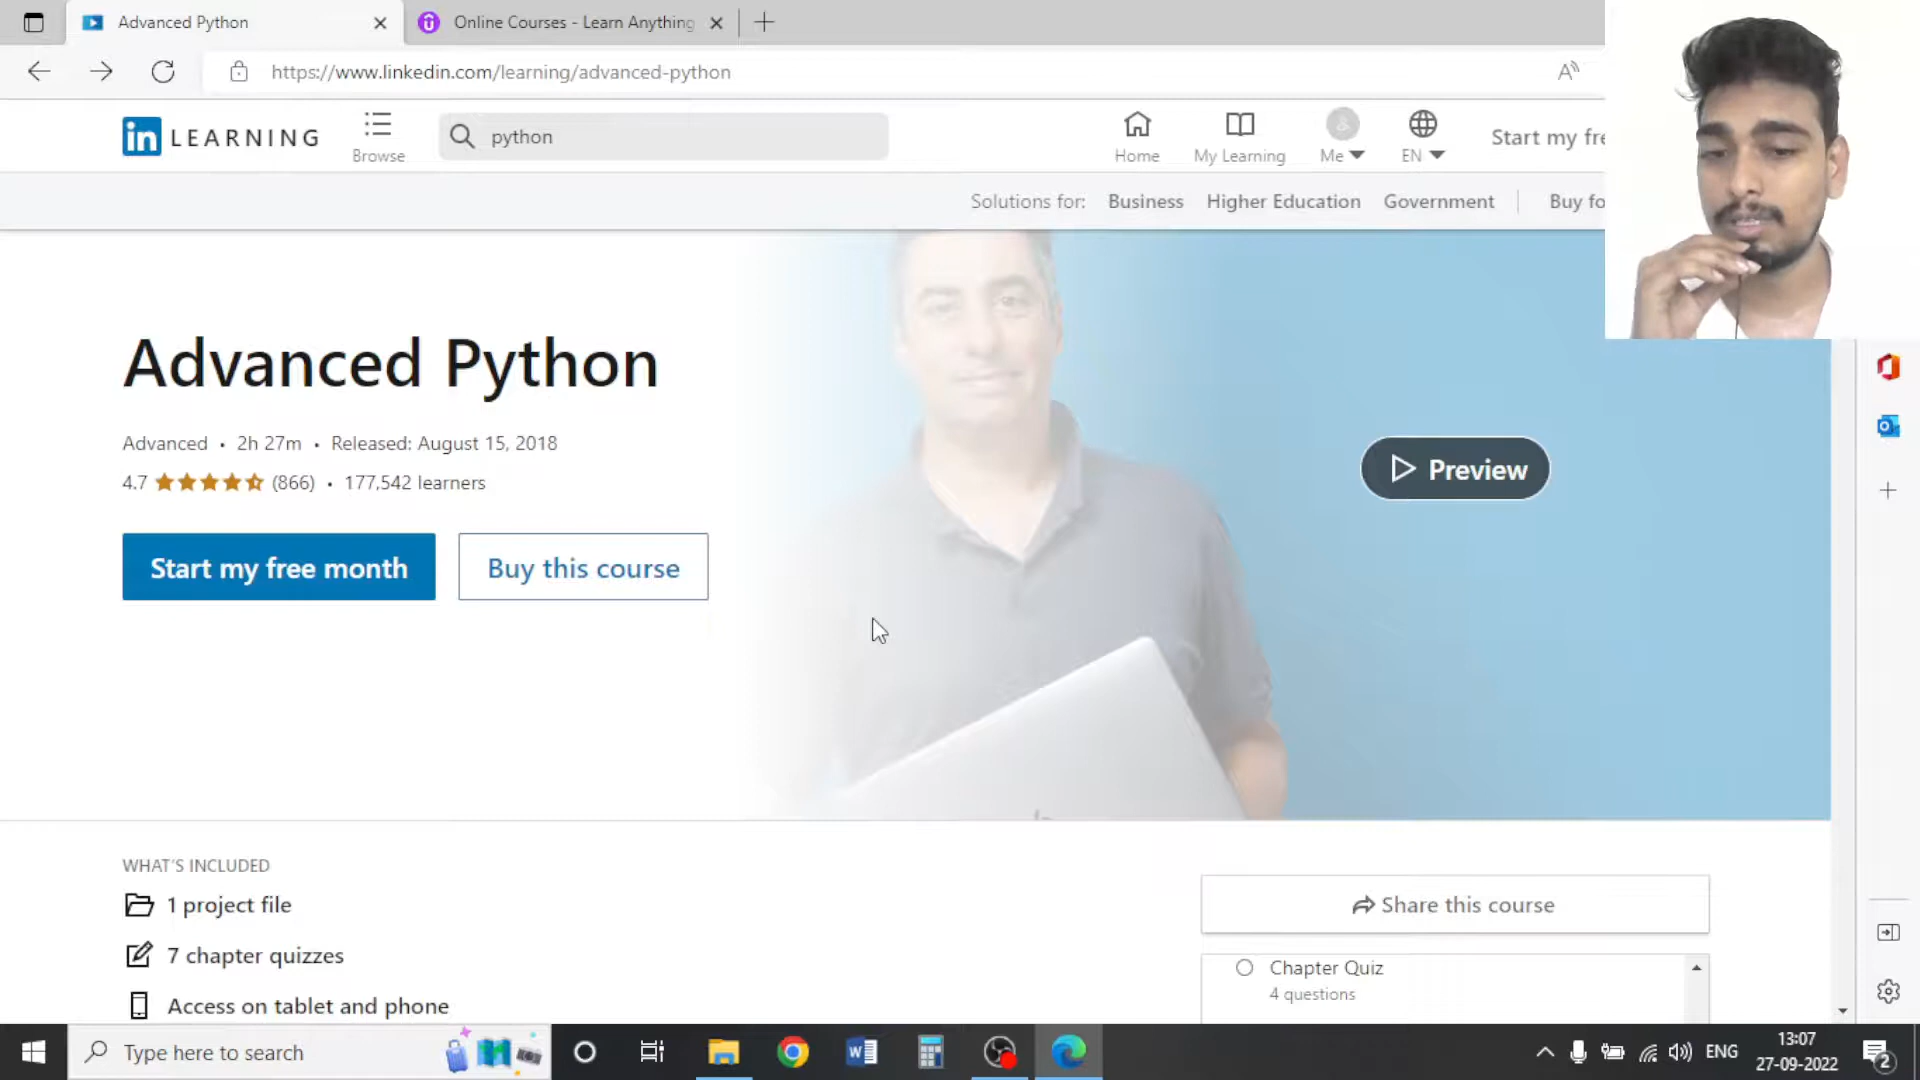 Advanced Python
Online Courses - Learn Anything
https://www.linkedin.com/learning/advanced-python
in LEARNING
Browse
python
Home
My Learning
Me
EN
Start my fre
Solutions for:
Business
Higher Education
Government
Buy fo
Advanced Python
Advanced • 2h 27m • Released: August 15, 2018
4.7 (866) • 177,542 learners
Start my free month
Buy this course
Preview
WHAT'S INCLUDED
1 project file
7 chapter quizzes
Access on tablet and phone
Share this course
Chapter Quiz
4 questions
Type here to search
ENG
13:07
27-09-2022
2